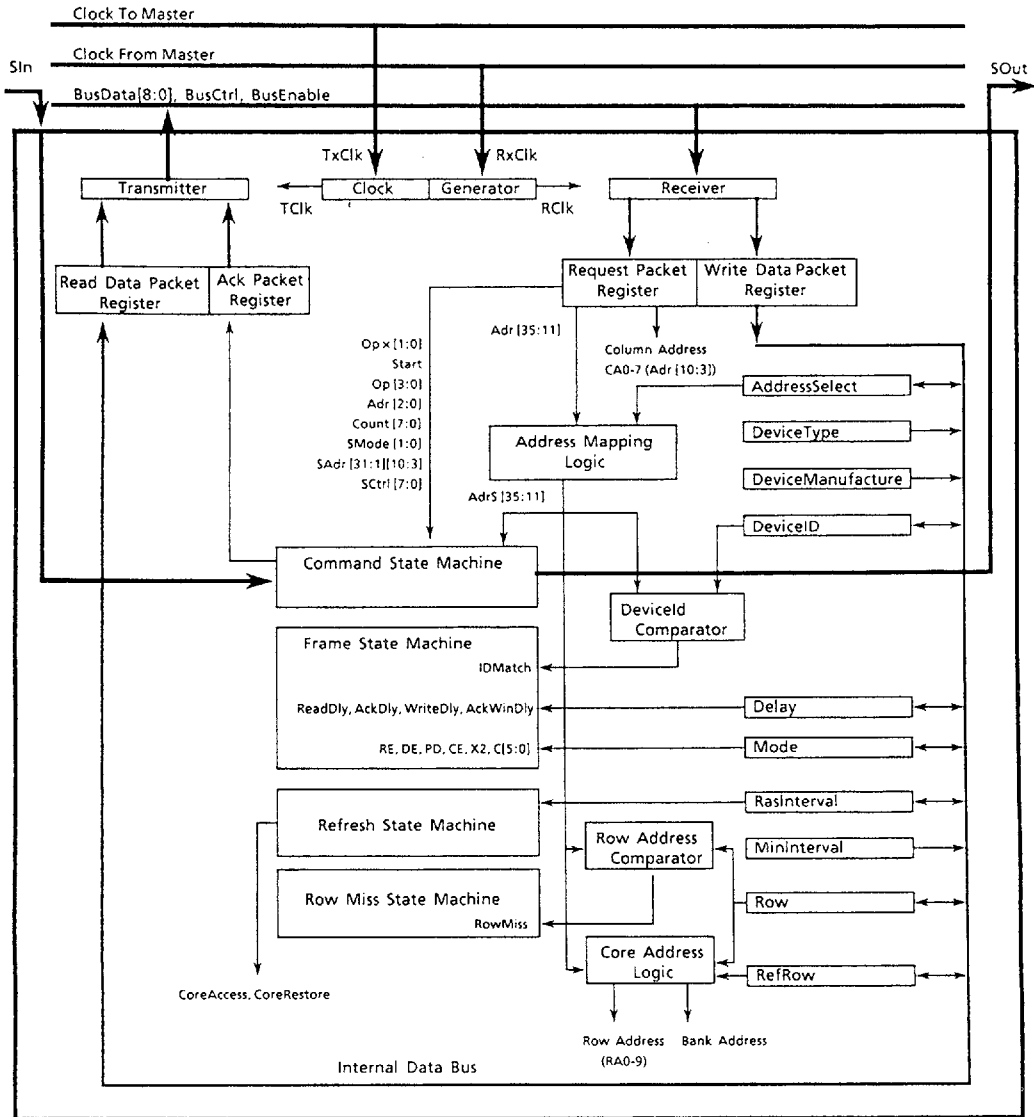 Clock To Master
Clock From Master
SIn
SOut
BusData[8:0], BusCtrl, BusEnable
TxClk
RxClk
Transmitter
Clock
Generator
Receiver
TClk
RClk
Read Data Packet
Register
Ack Packet
Register
Request Packet
Register
Write Data Packet
Register
Adr [35:11]
Column Address
CA0-7 (Adr [10:3])
Op x [1:0]
Start
Op [3:0]
Adr [2:0]
Count [7:0]
SMode [1:0]
SAdr [31:1][10:3]
SCtrl [7:0]
AddressSelect
Address Mapping
Logic
DeviceType
DeviceManufacture
AdrS [35:11]
DeviceID
Command State Machine
DeviceId
Comparator
Frame State Machine
IDMatch
ReadDly, AckDly, WriteDly, AckWinDly
Delay
RE, DE, PD, CE, X2, C[5:0]
Mode
RasInterval
Refresh State Machine
Row Address
Comparator
MinInterval
Row Miss State Machine
RowMiss
Row
Core Address
Logic
RefRow
CoreAccess, CoreRestore
Row Address
(RA0-9)
Bank Address
Internal Data Bus